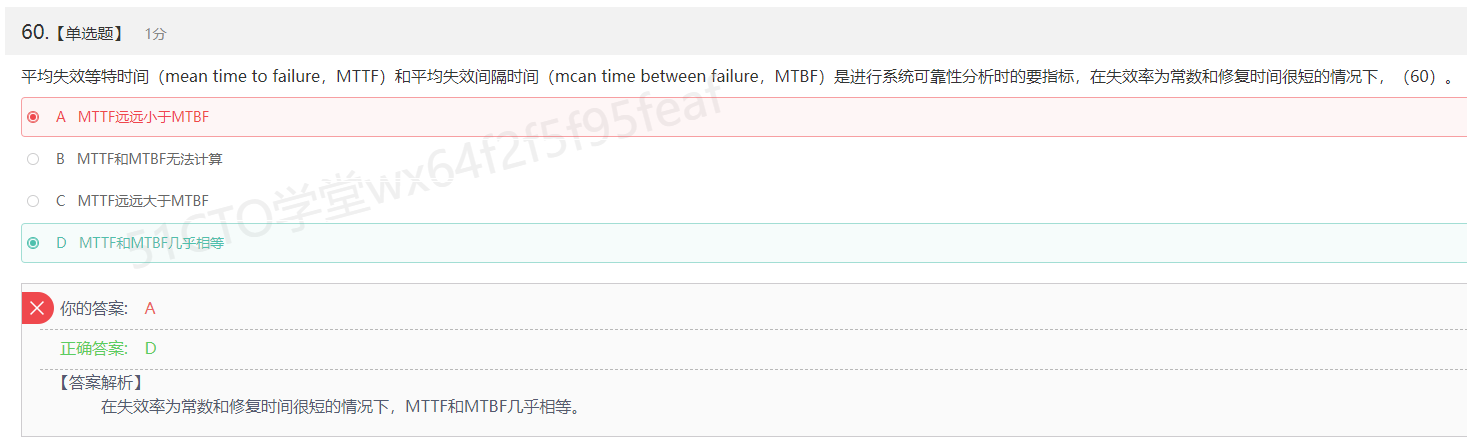 60.【单选题】 1分
平均失效等特时间（mean time to failure，MTTF）和平均失效间隔时间（mcan time between failure，MTBF）是进行系统可靠性分析时的要指标，在失效率为常数和修复时间很短的情况下，（60）。
A MTTF远远小于MTBF
B MTTF和MTBF无法计算
C MTTF远远大于MTBF
D MTTF和MTBF几乎相等
51CTO学堂wx64f2f5f95feaf
你的答案： A
正确答案： D
【答案解析】
在失效率为常数和修复时间很短的情况下，MTTF和MTBF几乎相等。